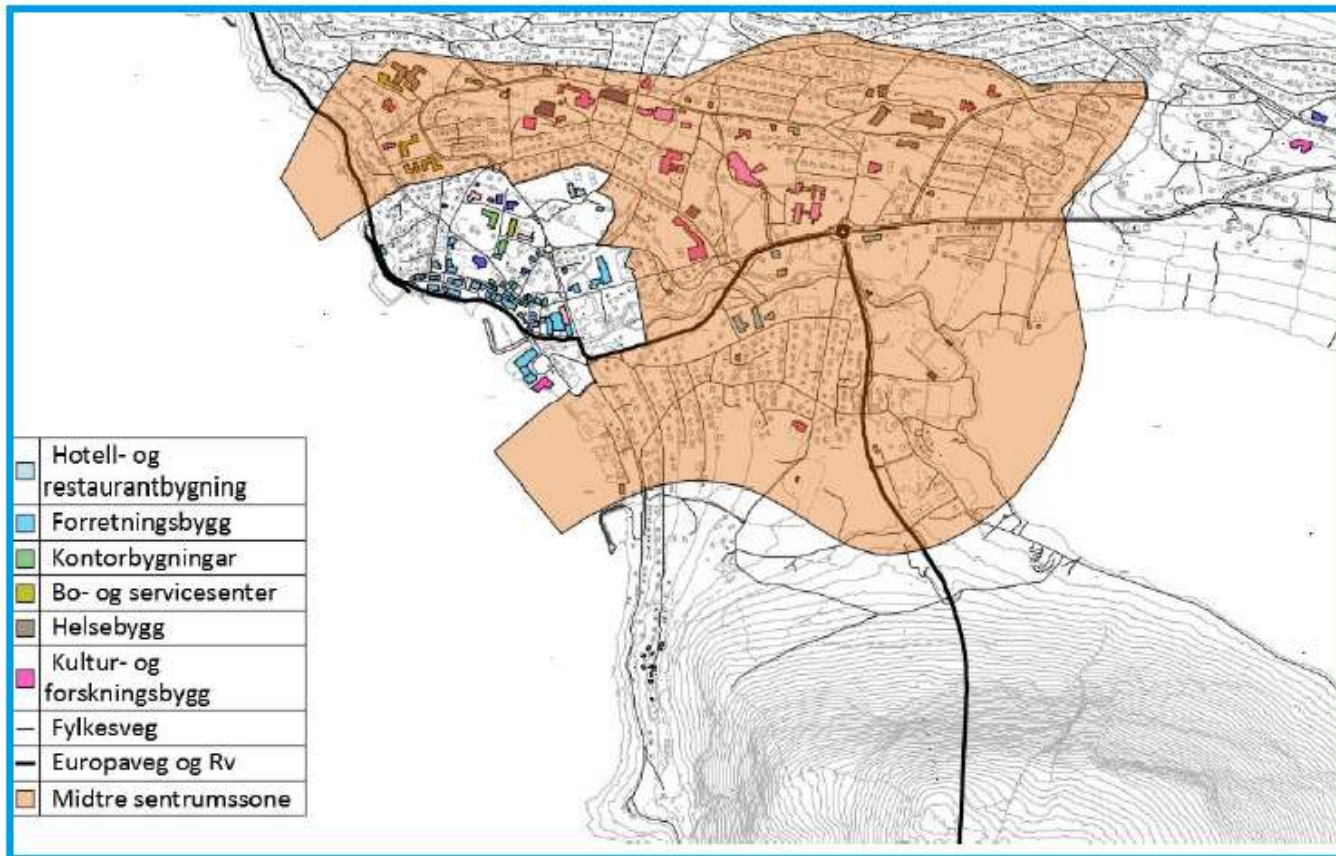 Hotell- og
restaurantbygning
Forretningsbygg
Kontorbygningar
Bo- og servicesenter
Helsebygg
Kultur- og
forskningsbygg
Fylkesveg
Europaveg og Rv
Midtre sentrumssone